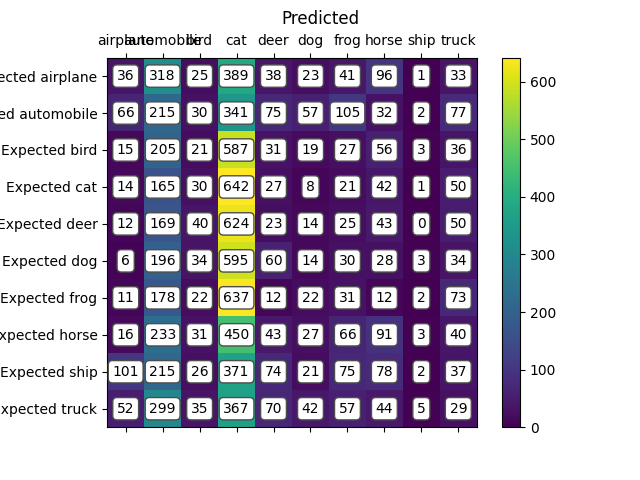 Predicted
airplane automobile bird cat deer dog frog horse ship truck
ected airplane 36 318 25 389 38 23 41 96 1 33
ed automobile 66 215 30 341 75 57 105 32 2 77
Expected bird 15 205 21 587 31 19 27 56 3 36
Expected cat 14 165 30 642 27 8 21 42 1 50
Expected deer 12 169 40 624 23 14 25 43 0 50
Expected dog 6 196 34 595 60 14 30 28 3 34
Expected frog 11 178 22 637 12 22 31 12 2 73
xpected horse 16 233 31 450 43 27 66 91 3 40
Expected ship 101 215 26 371 74 21 75 78 2 37
xpected truck 52 299 35 367 70 42 57 44 5 29
600
500
400
300
200
100
0